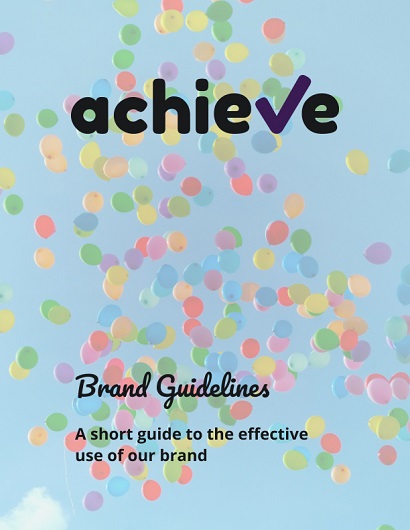 achieve
Brand Guidelines
A short guide to the effective
use of our brand